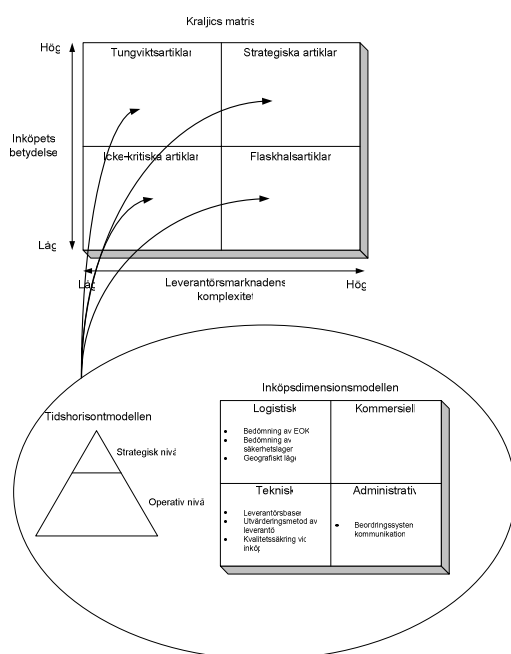 Kraljics matris
Hög
Tungviktsartiklar
Strategiska artiklar
Inköpets
betydelse
Icke-kritiska artiklar
Flaskhalsartiklar
Låg
Låg
Leverantörsmarknadens
komplexitet
Hög
Inköpsdimensionsmodellen
Tidshorisontmodellen
Strategisk nivå
Operativ nivå
Logistisk
• Bedömning av EOK
• Bedömning av
säkerhetslager
• Geografiskt läge
Kommersiell
Teknisk
• Leverantörsbasen
• Utvärderingsmetod av
leverantö
• Kvalitetssäkring vid
inköp
Administrativ
• Beordringssystem
kommunikation